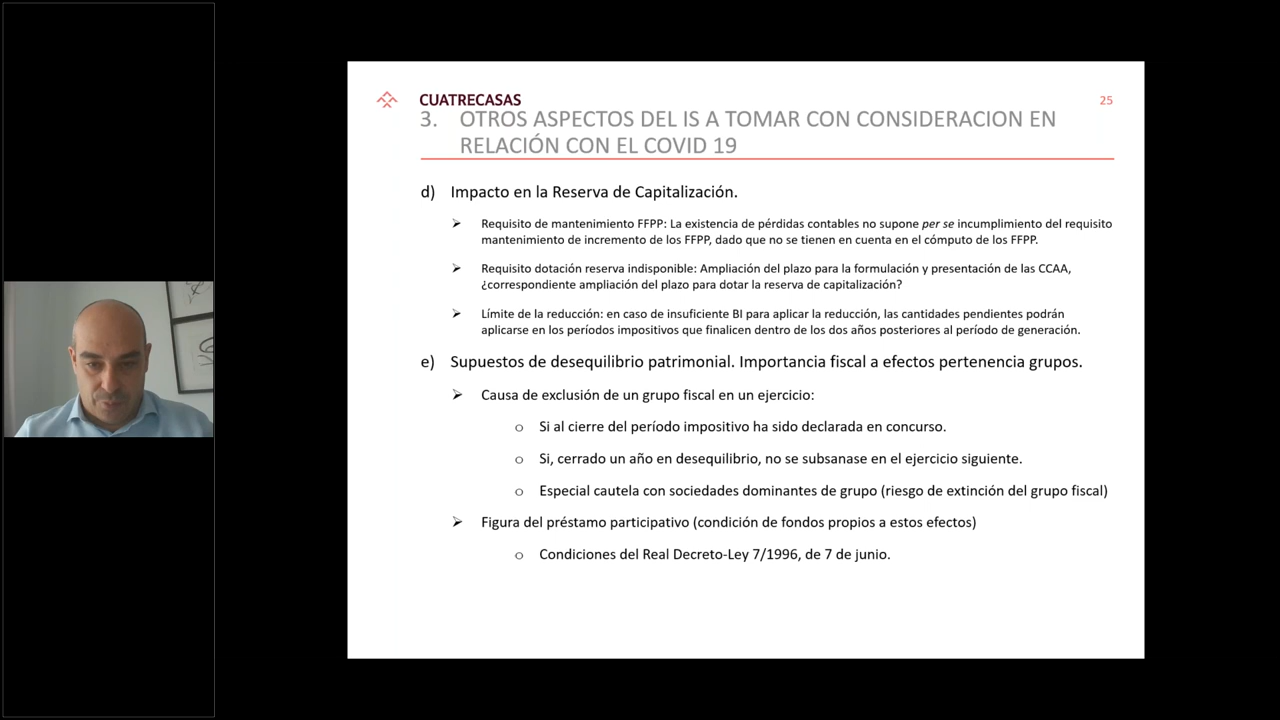 CUATRECASAS
25
3. OTROS ASPECTOS DEL IS A TOMAR CON CONSIDERACION EN
RELACIÓN CON EL COVID 19
d) Impacto en la Reserva de Capitalización.
➢ Requisito de mantenimiento FFPP: La existencia de pérdidas contables no supone per se incumplimiento del requisito
mantenimiento de incremento de los FFPP, dado que no se tienen en cuenta en el cómputo de los FFPP.
➢ Requisito dotación reserva indisponible: Ampliación del plazo para la formulación y presentación de las CCAA,
¿correspondiente ampliación del plazo para dotar la reserva de capitalización?
➢ Límite de la reducción: en caso de insuficiente BI para aplicar la reducción, las cantidades pendientes podrán
aplicarse en los períodos impositivos que finalicen dentro de los dos años posteriores al período de generación.
e) Supuestos de desequilibrio patrimonial. Importancia fiscal a efectos pertenencia grupos.
➢ Causa de exclusión de un grupo fiscal en un ejercicio:
o Si al cierre del período impositivo ha sido declarada en concurso.
o Si, cerrado un año en desequilibrio, no se subsanase en el ejercicio siguiente.
o Especial cautela con sociedades dominantes de grupo (riesgo de extinción del grupo fiscal)
➢ Figura del préstamo participativo (condición de fondos propios a estos efectos)
o Condiciones del Real Decreto-Ley 7/1996, de 7 de junio.